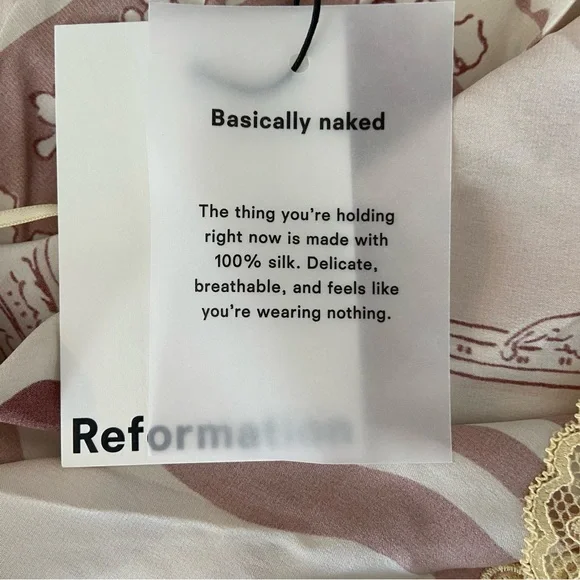 Basically naked
The thing you're holding
right now is made with
100% silk. Delicate,
breathable, and feels like
you're wearing nothing.
Reformation